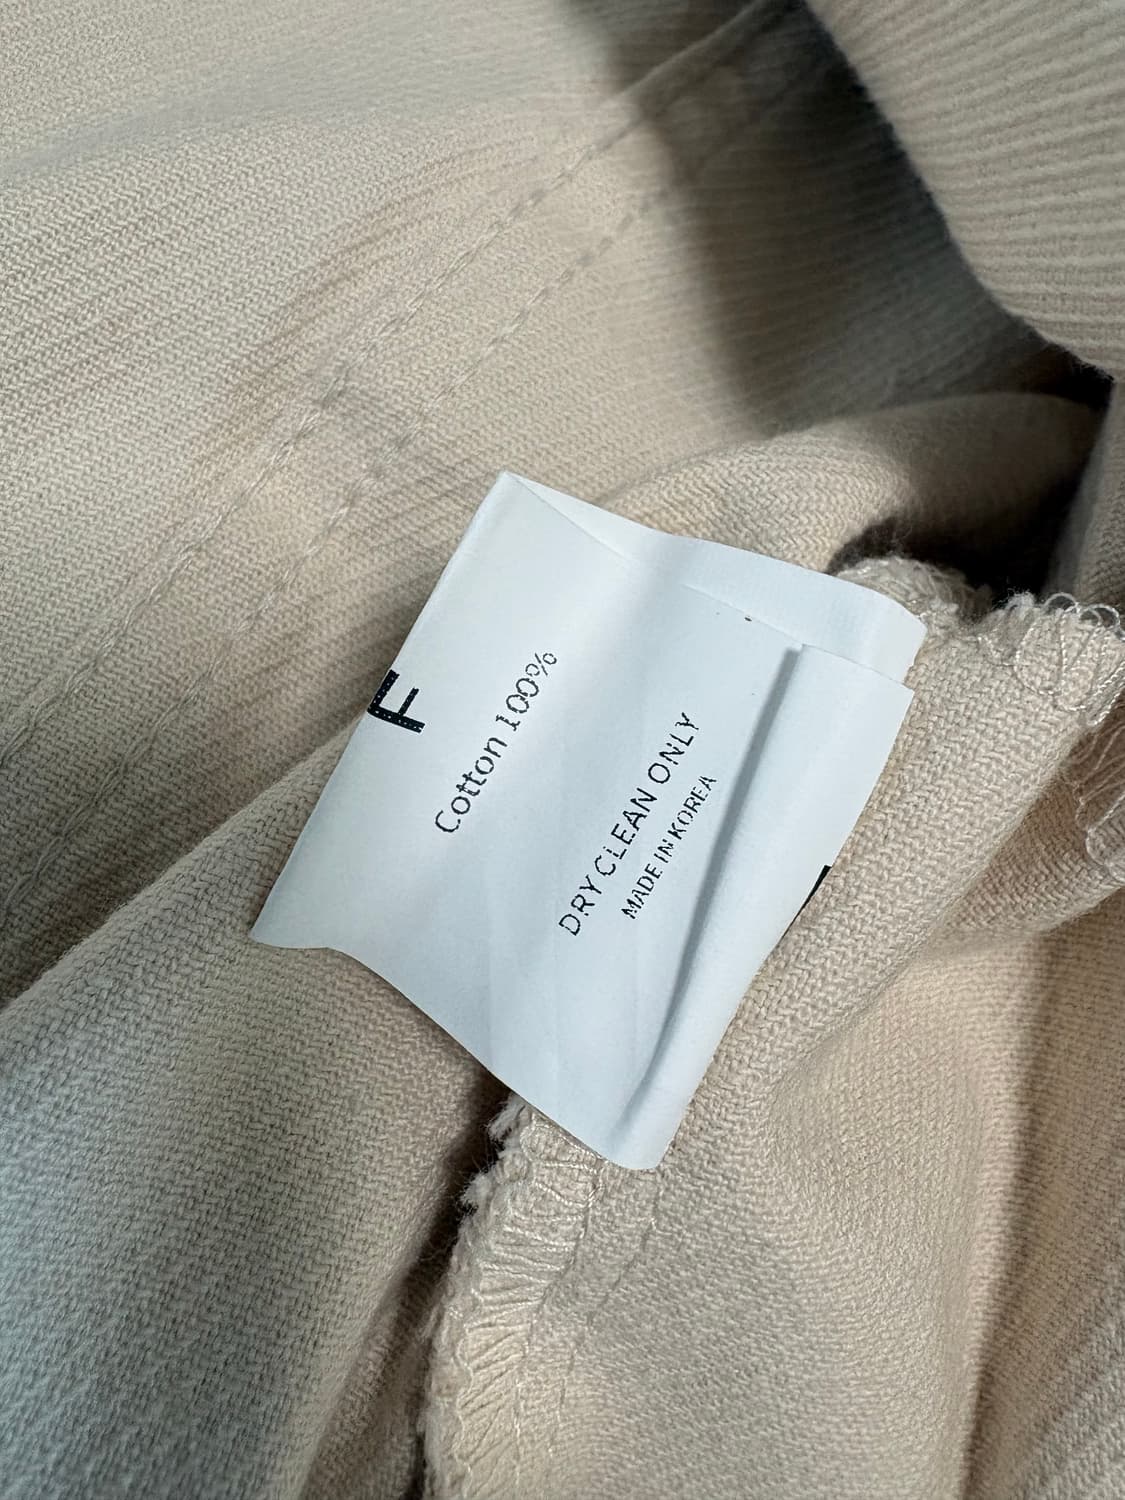 F
Cotton 100%
DRY CLEAN ONLY
MADE IN KOREA